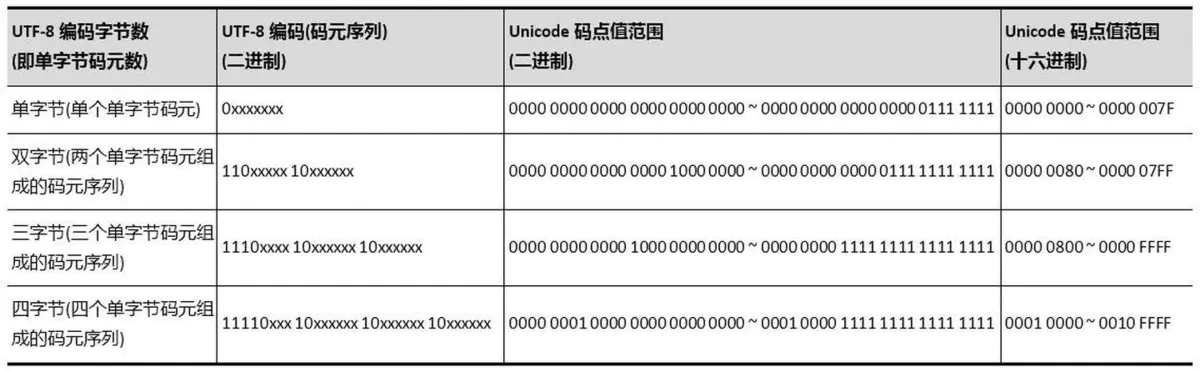 UTF-8 编码字节数
(即单字节码元数)
UTF-8 编码(码元序列)
(二进制)
Unicode 码点值范围
(二进制)
Unicode 码点值范围
(十六进制)
单字节(单个单字节码元)
0xxxxxxx
0000 0000 0000 0000 0000 0000 ~ 0000 0000 0000 0000 0111 1111
0000 0000 ~ 0000 007F
双字节(两个单字节码元组
成的码元序列)
110xxxxx 10xxxxxx
0000 0000 0000 0000 1000 0000 ~ 0000 0000 0000 0111 1111 1111
0000 0080 ~ 0000 07FF
三字节(三个单字节码元组
成的码元序列)
1110xxxx 10xxxxxx 10xxxxxx
0000 0000 0000 1000 0000 0000 ~ 0000 0000 1111 1111 1111 1111
0000 0800 ~ 0000 FFFF
四字节(四个单字节码元组
成的码元序列)
11110xxx 10xxxxxx 10xxxxxx 10xxxxxx
0000 0001 0000 0000 0000 0000 ~ 0001 0000 1111 1111 1111 1111
0001 0000 ~ 0010 FFFF